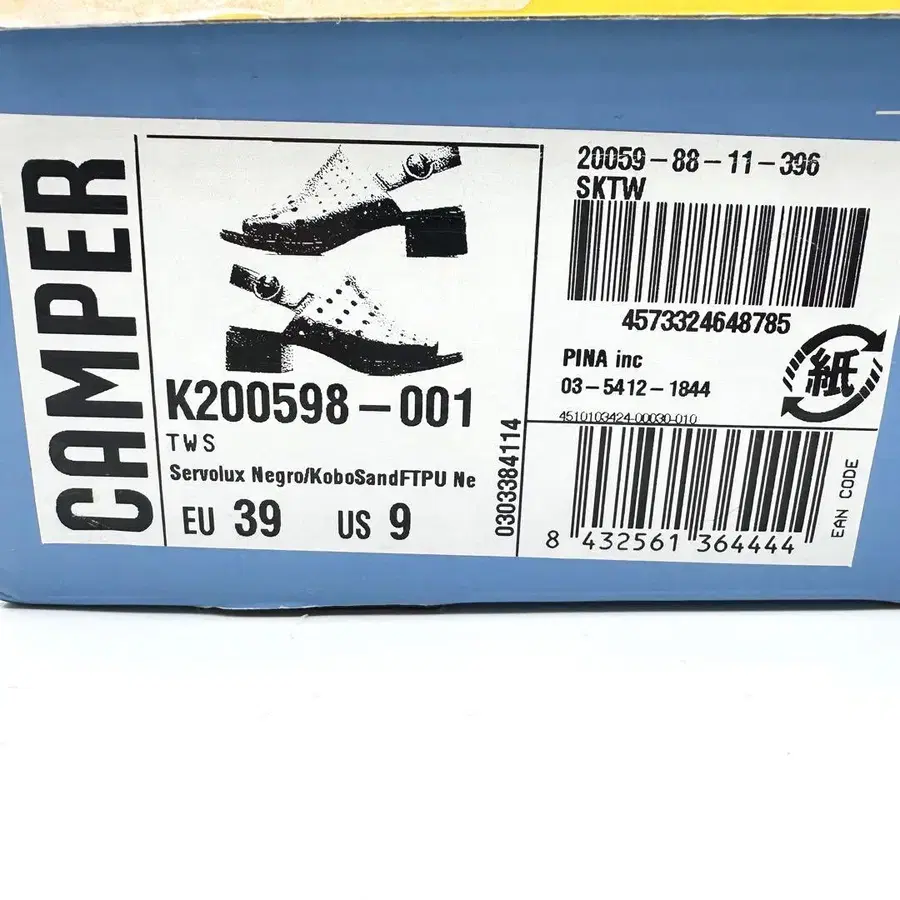 CAMPER
K200598-001
TWS
Servolux Negro/KoboSandFTPU Ne
EU 39 US 9
0303384114
20059-88-11-396
SKTW
4573324648785
PINA inc
03-5412-1844
紙
4510103424-00030-010
8 432561 364444
EAN CODE